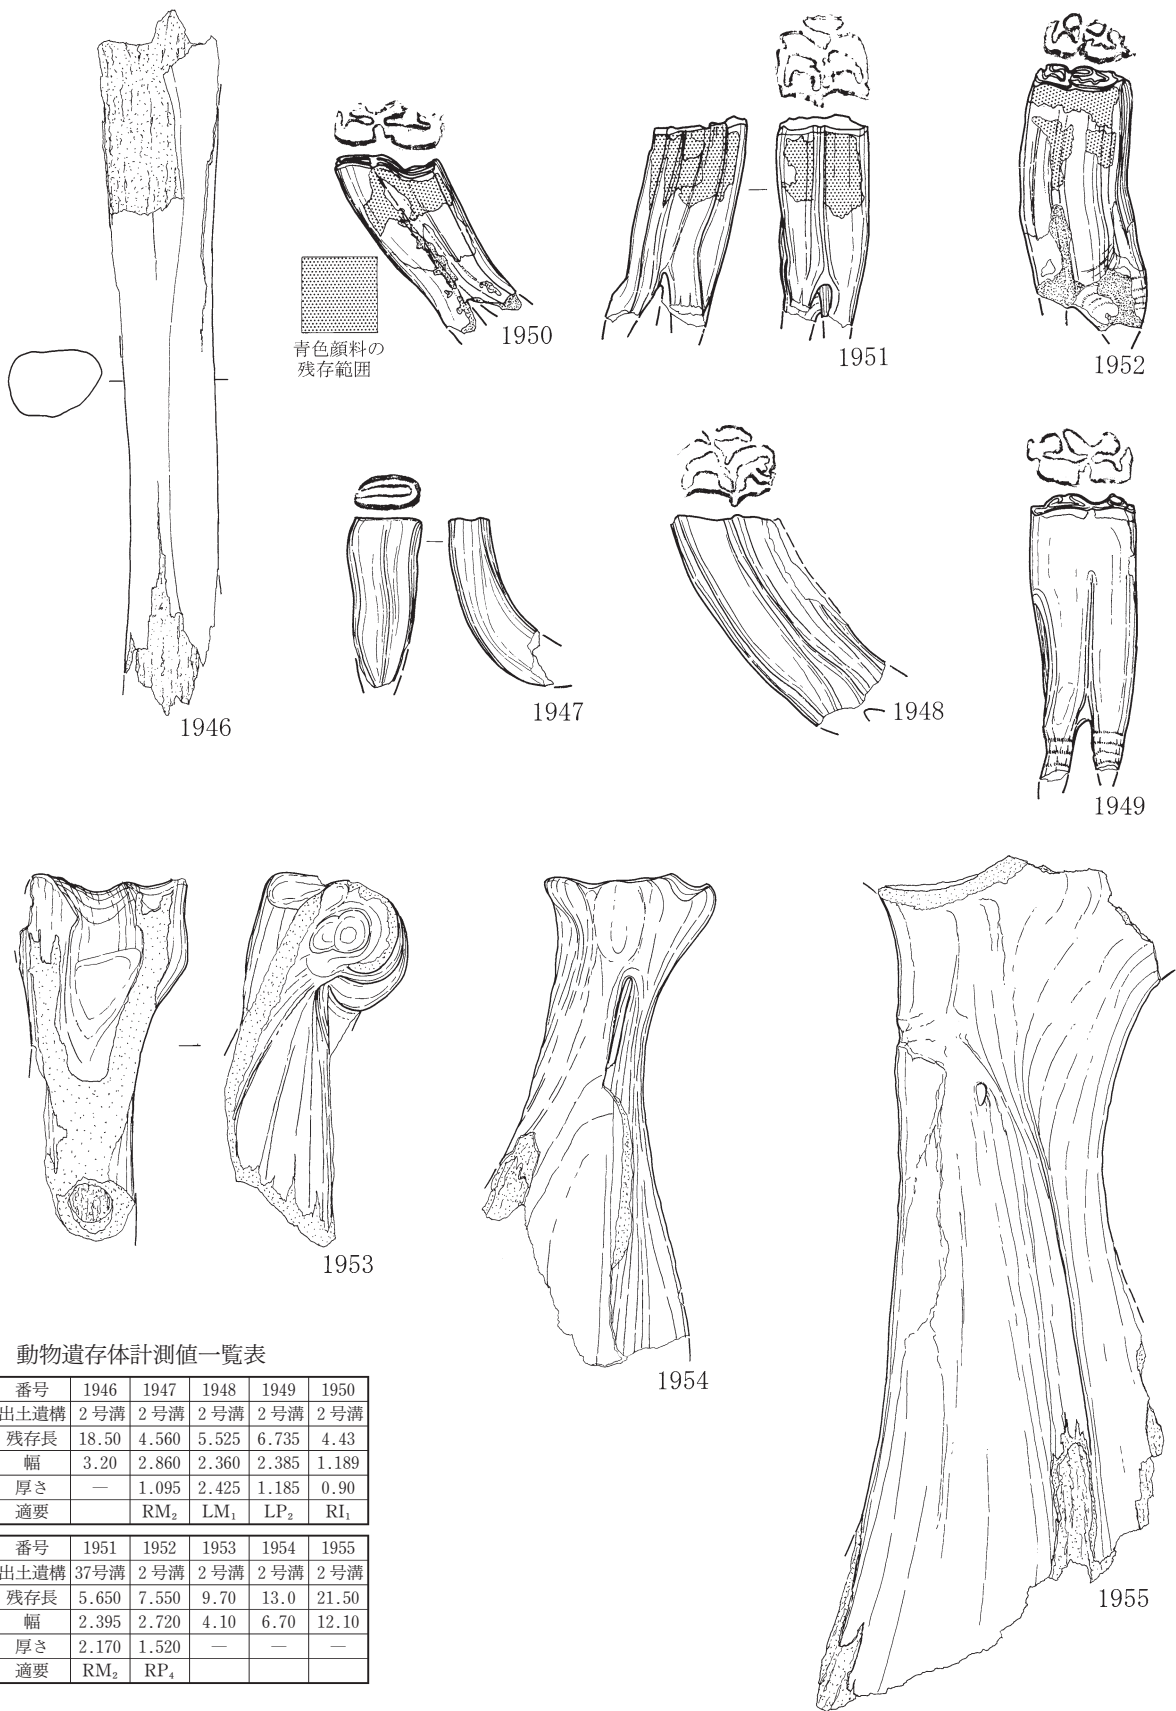 1950
1951
1952
青色顔料の
残存範囲
1946
1947
1948
1949
1953
1954
1955
動物遺存体計測値一覧表
番号 1946 1947 1948 1949 1950
出土遺構 2号溝 2号溝 2号溝 2号溝 2号溝
残存長 18.50 4.560 5.525 6.735 4.43
幅 3.20 2.860 2.360 2.385 1.189
厚さ — 1.095 2.425 1.185 0.90
適要 RM₂ LM₁ LP₂ RI₁
番号 1951 1952 1953 1954 1955
出土遺構 37号溝 2号溝 2号溝 2号溝 2号溝
残存長 5.650 7.550 9.70 13.0 21.50
幅 2.395 2.720 4.10 6.70 12.10
厚さ 2.170 1.520 — — —
適要 RM₂ RP₄